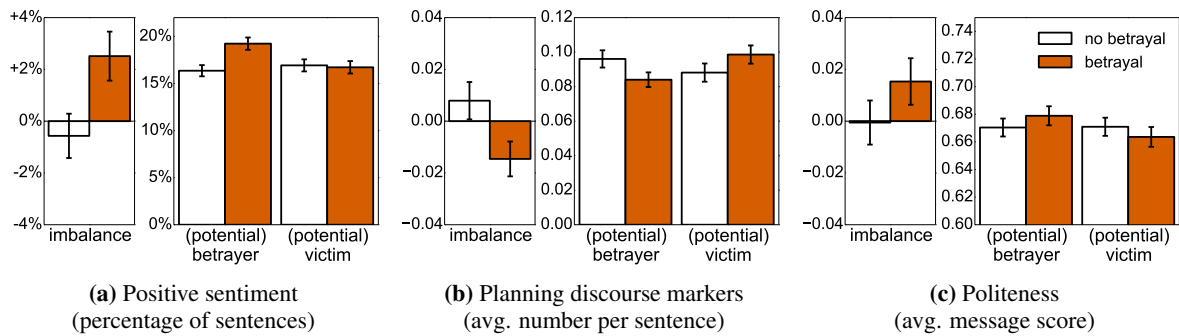 +4%
+2%
0%
−2%
−4%
imbalance
20%
15%
10%
5%
0%
(potential) (potential)
betrayer victim
0.04
0.02
0.00
−0.02
−0.04
imbalance
0.12
0.10
0.08
0.06
0.04
0.02
0.00
(potential) (potential)
betrayer victim
0.04
0.02
0.00
−0.02
−0.04
imbalance
0.74
0.72
0.70
0.68
0.66
0.64
0.62
0.60
no betrayal
betrayal
(potential) (potential)
betrayer victim
(a) Positive sentiment
(percentage of sentences)
(b) Planning discourse markers
(avg. number per sentence)
(c) Politeness
(avg. message score)